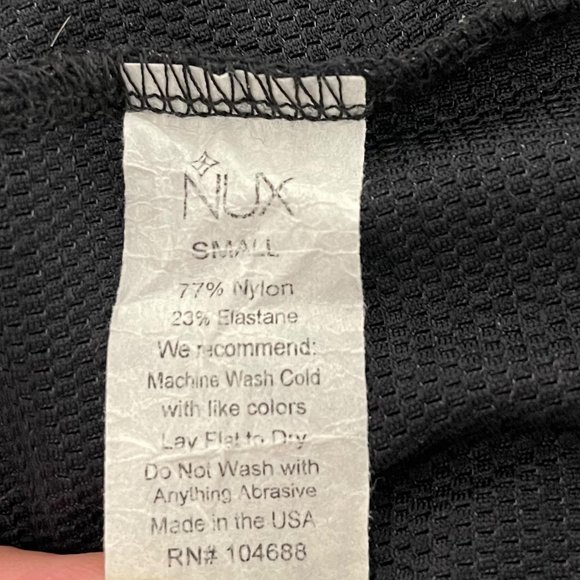 NUX
SMALL
77% Nylon
23% Elastane
We recommend:
Machine Wash Cold
with like colors
Lay Flat to Dry
Do Not Wash with
Anything Abrasive
Made in the USA
RN# 104688